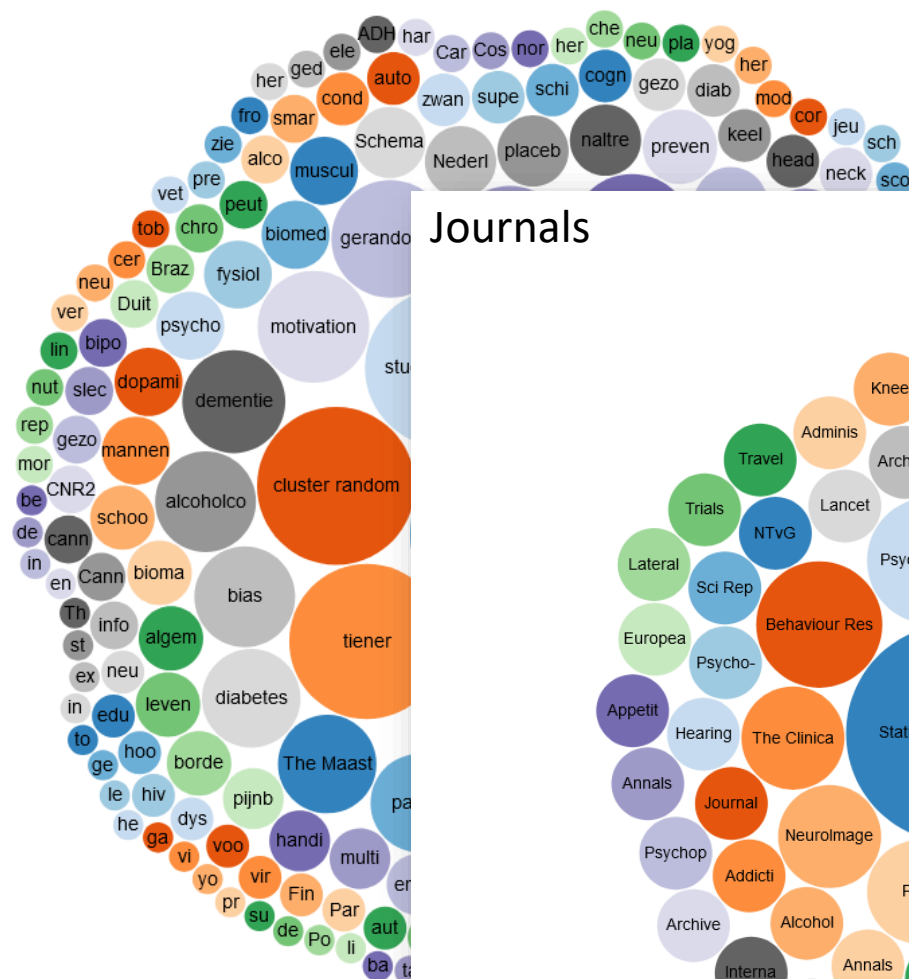 ADH
har
Car
Cos
nor
her
che
neu
pla
yog
her
mod
cor
jeu
sch
sco
ele
ged
her
fro
zie
pre
vet
tob
cer
neu
ver
lin
nut
rep
mor
be
de
in
en
Th
st
ex
in
to
ge
le
he
ga
vi
yo
pr
su
de
Po
li
ba
auto
cond
smar
alco
zwan
supe
schi
cogn
gezo
diab
keel
head
neck
Schema
Nederl
placeb
naltre
preven
muscul
peut
chro
Braz
Duit
bipo
slec
gezo
CNR2
cann
Cann
info
neu
edu
hoo
hiv
dys
voo
vir
Fin
Par
aut
biomed
gerando
fysiol
psycho
motivation
stu
dopami
dementie
mannen
cluster random
alcoholco
schoo
bioma
bias
tiener
algem
leven
diabetes
borde
The Maast
pijnb
handi
multi
pa
er
ta
Journals
Knee
Adminis
Arch
Travel
Lancet
Trials
NTvG
Psyc
Lateral
Sci Rep
Behaviour Res
Europea
Psycho-
Appetit
Hearing
The Clinica
Stat
Annals
Journal
NeuroImage
Psychop
Addicti
Archive
Alcohol
Annals
Interna